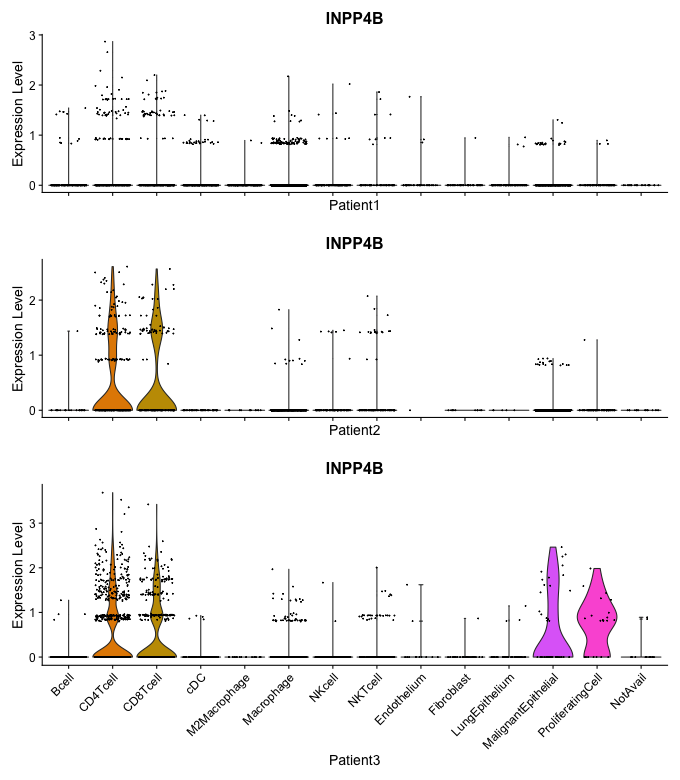 INPP4B
Expression Level
3
2
1
0
Patient1
INPP4B
Expression Level
2
1
0
Patient2
INPP4B
Expression Level
3
2
1
0
Bcell
CD4Tcell
CD8Tcell
cDC
M2Macrophage
Macrophage
NKcell
NKTcell
Endothelium
Fibroblast
LungEpithelium
MalignantEpithelial
ProliferatingCell
NotAvail
Patient3